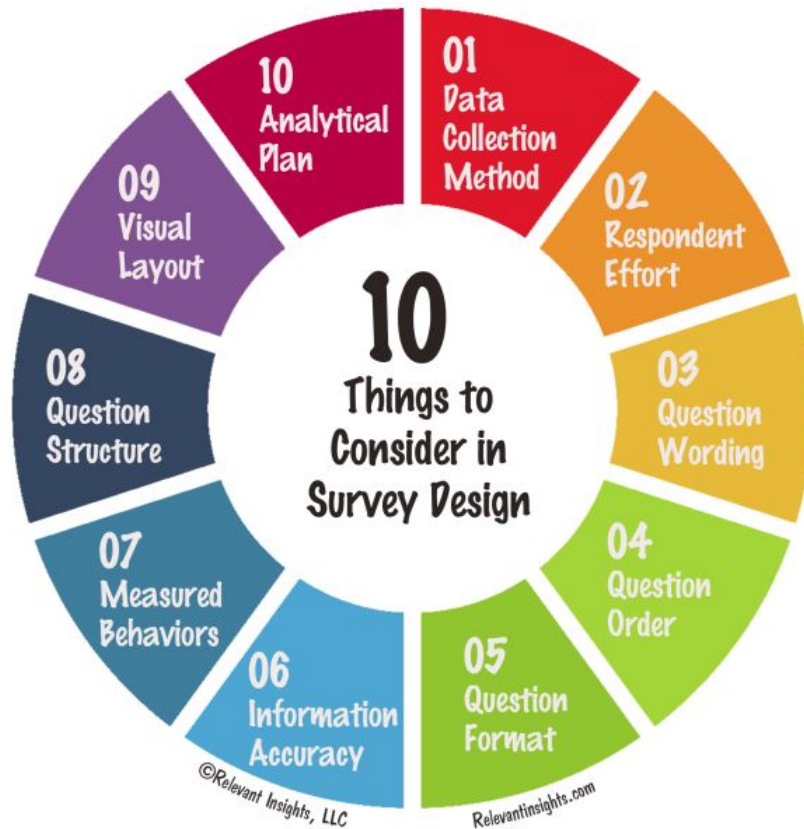 10
Things to
Consider in
Survey Design
01
Data
Collection
Method
02
Respondent
Effort
03
Question
Wording
04
Question
Order
05
Question
Format
06
Information
Accuracy
07
Measured
Behaviors
08
Question
Structure
09
Visual
Layout
10
Analytical
Plan
©Relevant Insights, LLC
Relevantinsights.com